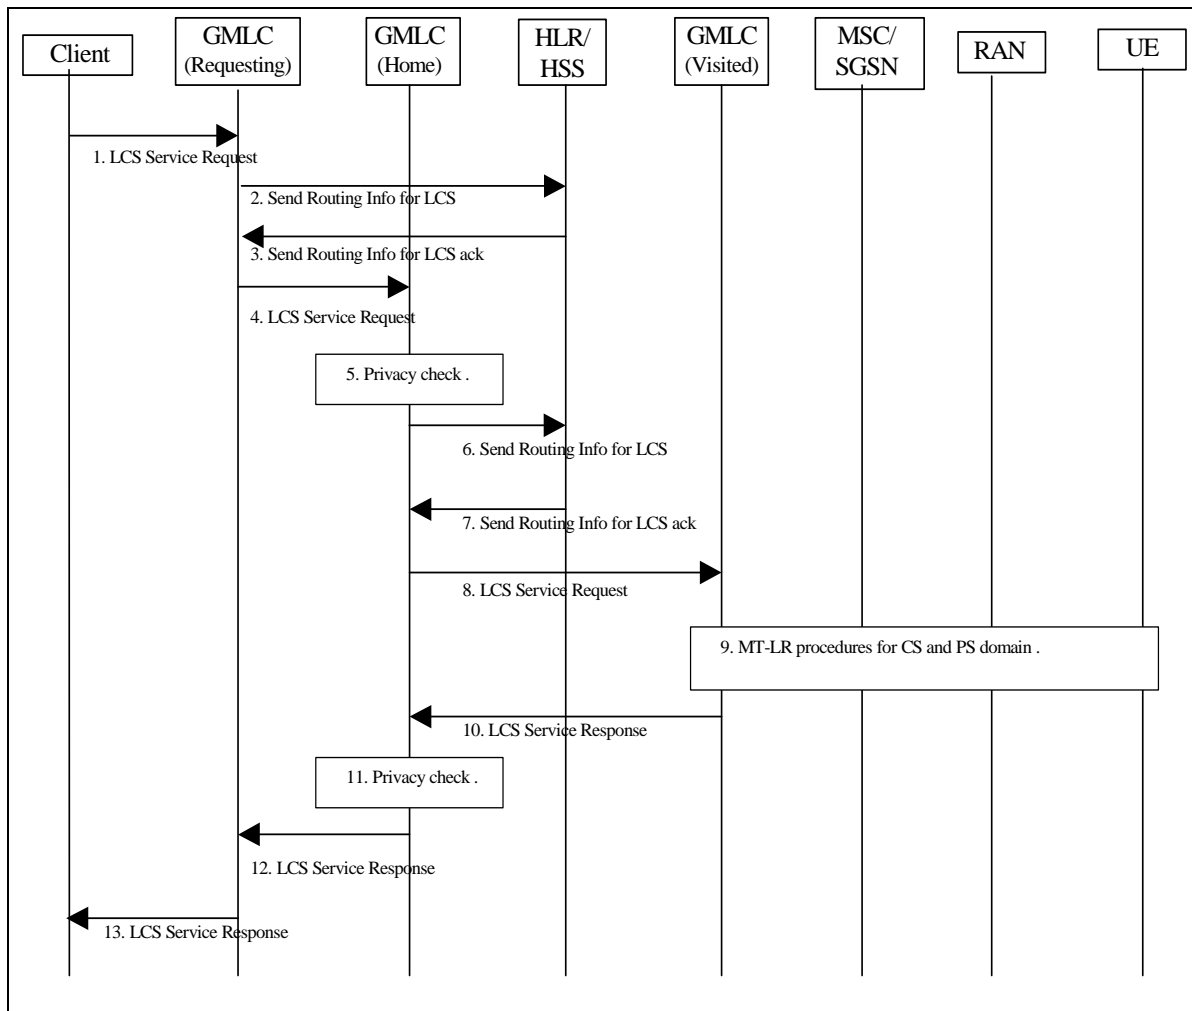 Client
GMLC
(Requesting)
GMLC
(Home)
HLR/
HSS
GMLC
(Visited)
MSC/
SGSN
RAN
UE
1. LCS Service Request
2. Send Routing Info for LCS
3. Send Routing Info for LCS ack
4. LCS Service Request
5. Privacy check .
6. Send Routing Info for LCS
7. Send Routing Info for LCS ack
8. LCS Service Request
9. MT-LR procedures for CS and PS domain .
10. LCS Service Response
11. Privacy check .
12. LCS Service Response
13. LCS Service Response